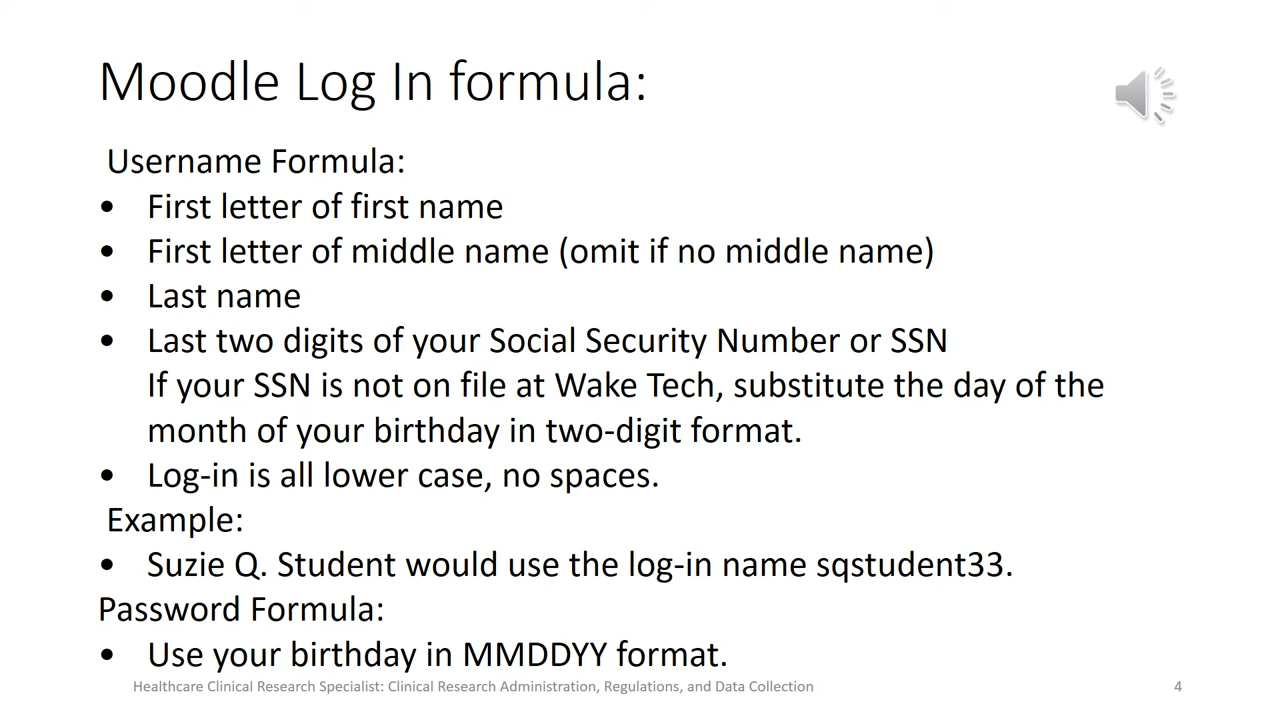 Moodle Log In formula:
Username Formula:
• First letter of first name
• First letter of middle name (omit if no middle name)
• Last name
• Last two digits of your Social Security Number or SSN
If your SSN is not on file at Wake Tech, substitute the day of the
month of your birthday in two-digit format.
• Log-in is all lower case, no spaces.
Example:
• Suzie Q. Student would use the log-in name sqstudent33.
Password Formula:
• Use your birthday in MMDDYY format.
Healthcare Clinical Research Specialist: Clinical Research Administration, Regulations, and Data Collection
4